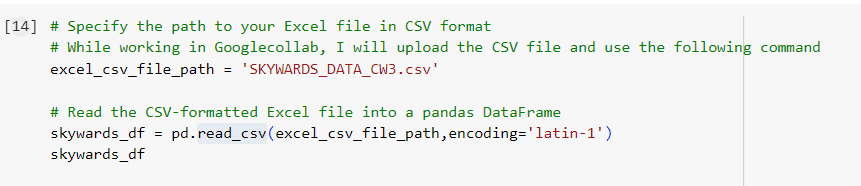 [14] # Specify the path to your Excel file in CSV format
# While working in Googlecollab, I will upload the CSV file and use the following command
excel_csv_file_path = 'SKYWARDS_DATA_CW3.csv'
# Read the CSV-formatted Excel file into a pandas DataFrame
skywards_df = pd.read_csv(excel_csv_file_path,encoding='latin-1')
skywards_df